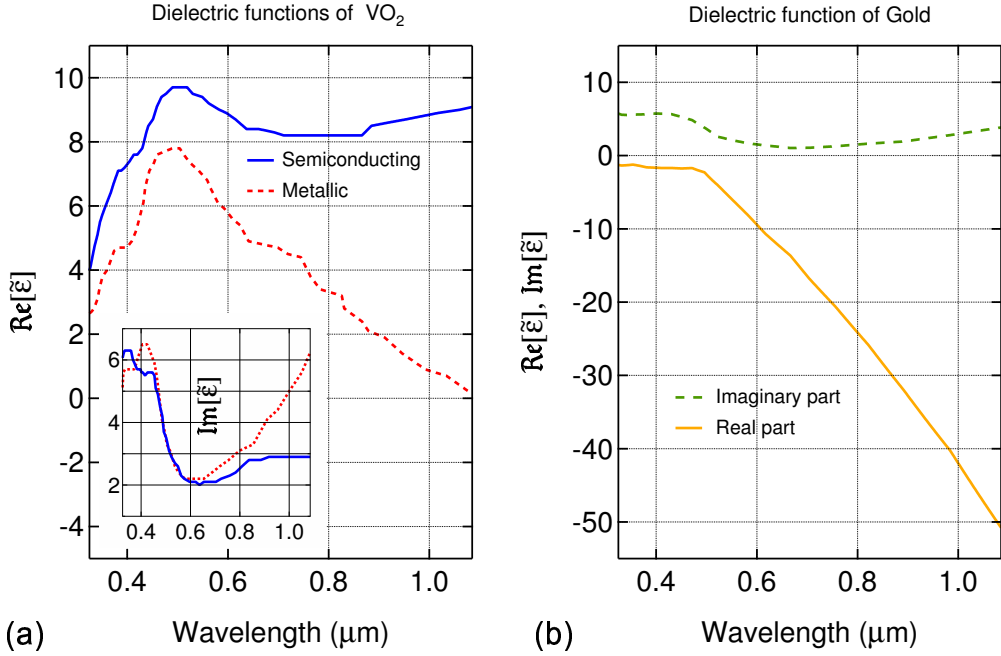 Dielectric functions of VO₂
10
8
6
4
2
0
-2
-4
ℜe[ε̃]
Semiconducting
Metallic
6
4
2
ℑm[ε̃]
0.4 0.6 0.8 1.0
0.4 0.6 0.8 1.0
(a) Wavelength (μm)
Dielectric function of Gold
10
0
-10
-20
-30
-40
-50
ℜe[ε̃], ℑm[ε̃]
Imaginary part
Real part
0.4 0.6 0.8 1.0
(b) Wavelength (μm)